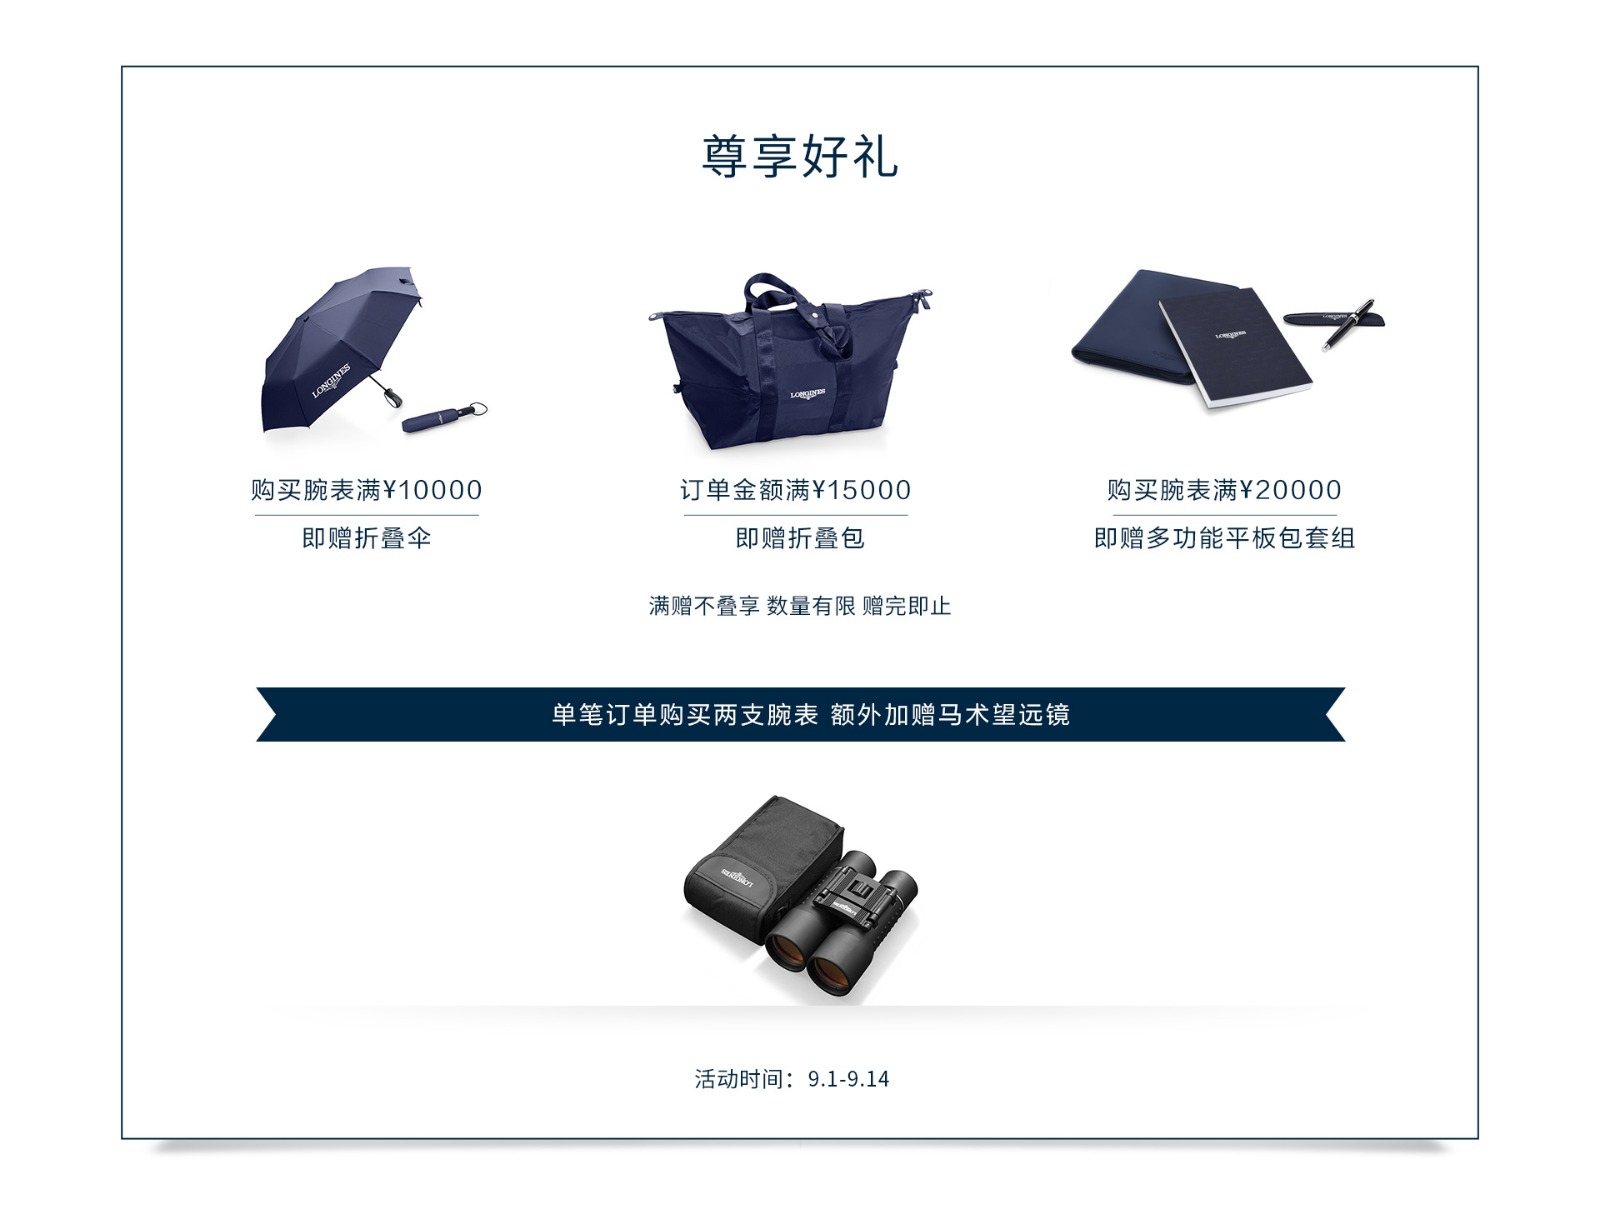 尊享好礼
LONGINES
LONGINES
LONGINES
LONGINES
购买腕表满¥10000
即赠折叠伞
订单金额满¥15000
即赠折叠包
购买腕表满¥20000
即赠多功能平板包套组
满赠不叠享 数量有限 赠完即止
单笔订单购买两支腕表 额外加赠马术望远镜
LONGINES
LONGINES
活动时间：9.1-9.14